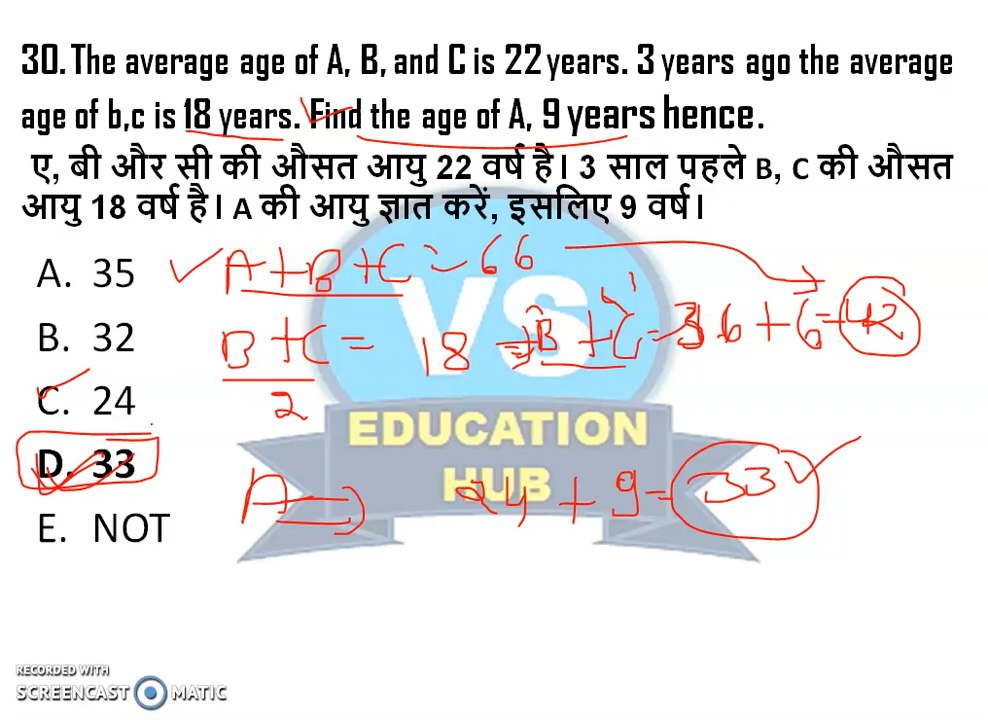 30. The average age of A, B, and C is 22 years. 3 years ago the average
age of b,c is 18 years. Find the age of A, 9 years hence.
ए, बी और सी की औसत आयु 22 वर्ष है। 3 साल पहले B, C की औसत
आयु 18 वर्ष है। A की आयु ज्ञात करें, इसलिए 9 वर्ष।
A. 35
A+B+C = 66
B. 32
B+C = 18 ⇒ B+C = 36+6=42
2
C. 24
VS
EDUCATION
HUB
D. 33
A ⇒ 24+9=33
E. NOT
RECORDED WITH
SCREENCAST MATIC